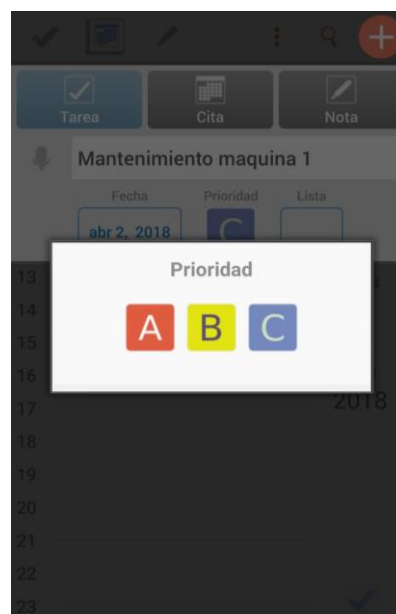 Tarea Cita Nota
Mantenimiento maquina 1
Fecha Prioridad Lista
abr 2, 2018 C
Prioridad
A B C
13
14
15
16
17 2018
18
19
20
21
22
23